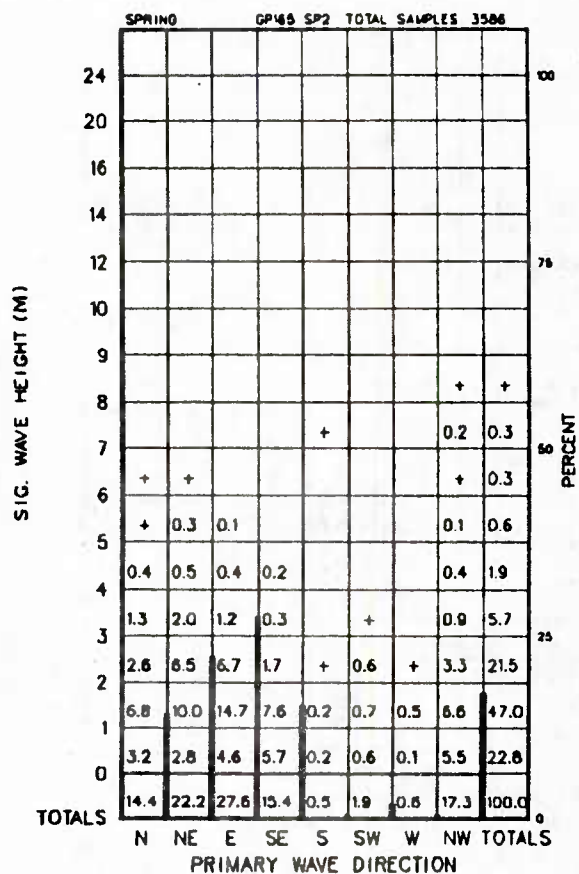 SPRING GP165 SP2 TOTAL SAMPLES 3586
24 100
20
16
14
12 75
10
9
8 + +
7 + 0.2 0.3 50
6 + + + 0.3
5 + 0.3 0.1 0.1 0.6
4 0.4 0.5 0.4 0.2 0.4 1.9
3 1.3 2.0 1.2 0.3 + 0.9 5.7 25
2 2.6 6.5 6.7 1.7 + 0.6 + 3.3 21.5
1 6.8 10.0 14.7 7.6 0.2 0.7 0.5 6.6 47.0
0 3.2 2.8 4.6 5.7 0.2 0.6 0.1 5.5 22.8
TOTALS 14.4 22.2 27.6 15.4 0.5 1.9 0.6 17.3 100.0 0
N NE E SE S SW W NW TOTALS
PRIMARY WAVE DIRECTION
SIG. WAVE HEIGHT (M)
PERCENT